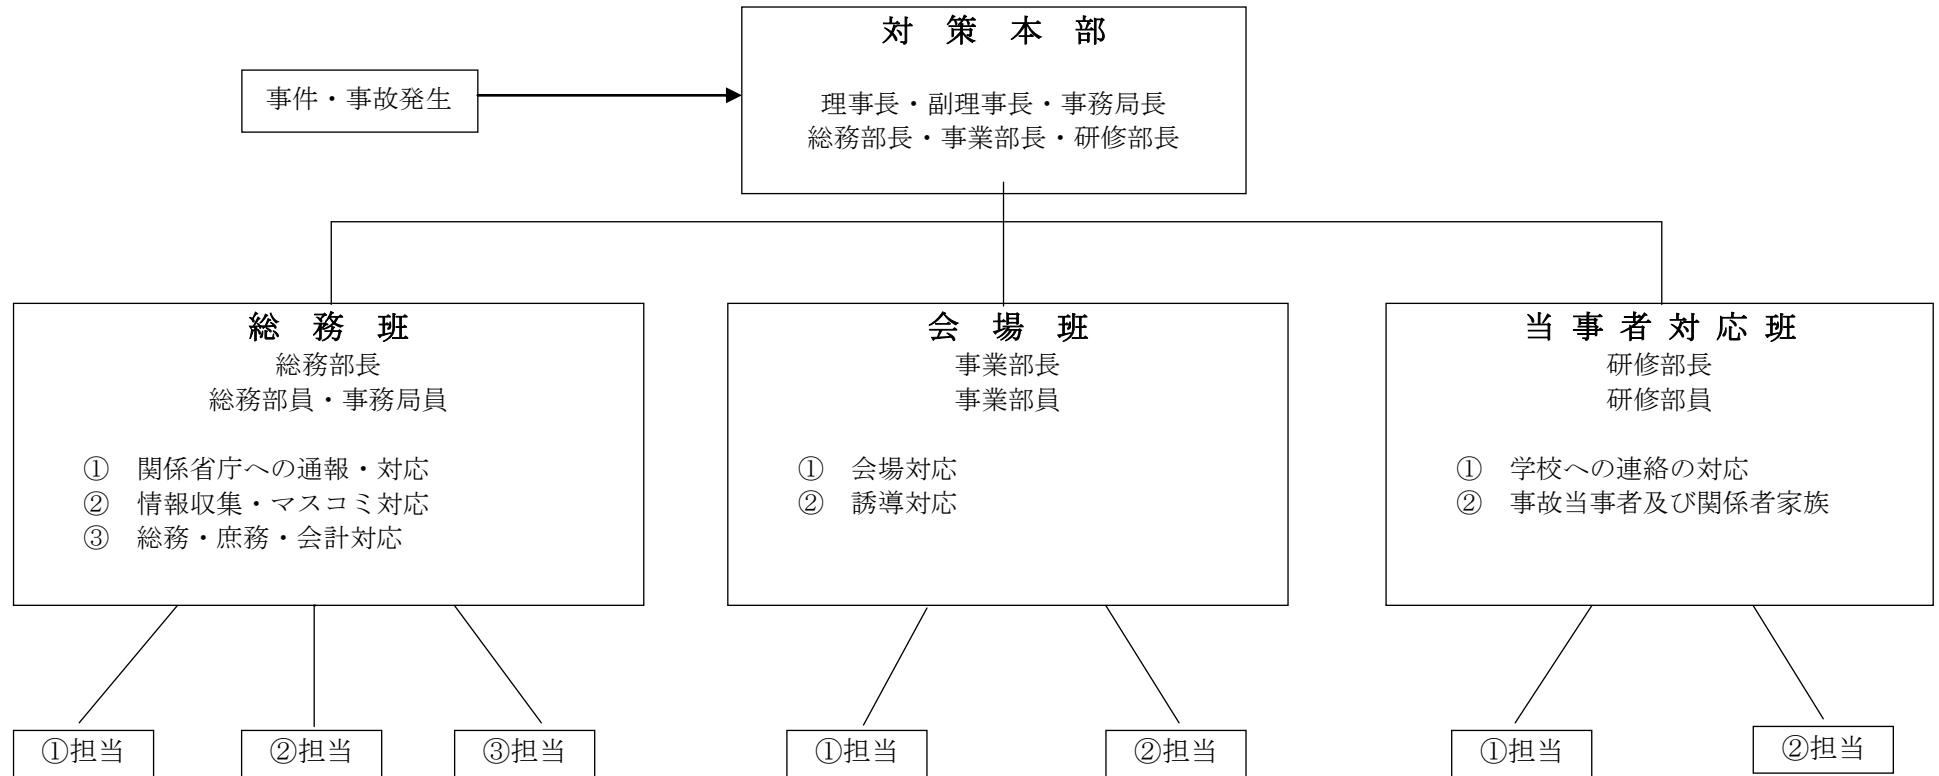 対　策　本　部
事件・事故発生
理事長・副理事長・事務局長
総務部長・事業部長・研修部長
総　務　班
総務部長
総務部員・事務局員
①　関係省庁への通報・対応
②　情報収集・マスコミ対応
③　総務・庶務・会計対応
会　場　班
事業部長
事業部員
①　会場対応
②　誘導対応
当 事 者 対 応 班
研修部長
研修部員
①　学校への連絡の対応
②　事故当事者及び関係者家族
①担当
②担当
③担当
①担当
②担当
①担当
②担当